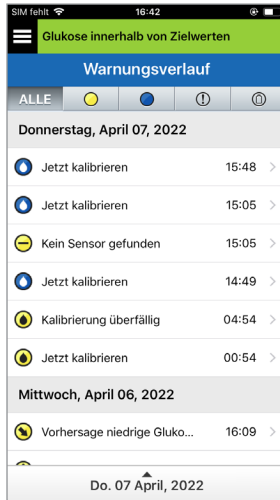 SIM fehlt 16:42
Glukose innerhalb von Zielwerten
Warnungsverlauf
ALLE
Donnerstag, April 07, 2022
Jetzt kalibrieren 15:48
Jetzt kalibrieren 15:05
Kein Sensor gefunden 15:05
Jetzt kalibrieren 14:49
Kalibrierung überfällig 04:54
Jetzt kalibrieren 00:54
Mittwoch, April 06, 2022
Vorhersage niedrige Gluko... 16:09
Do. 07 April, 2022